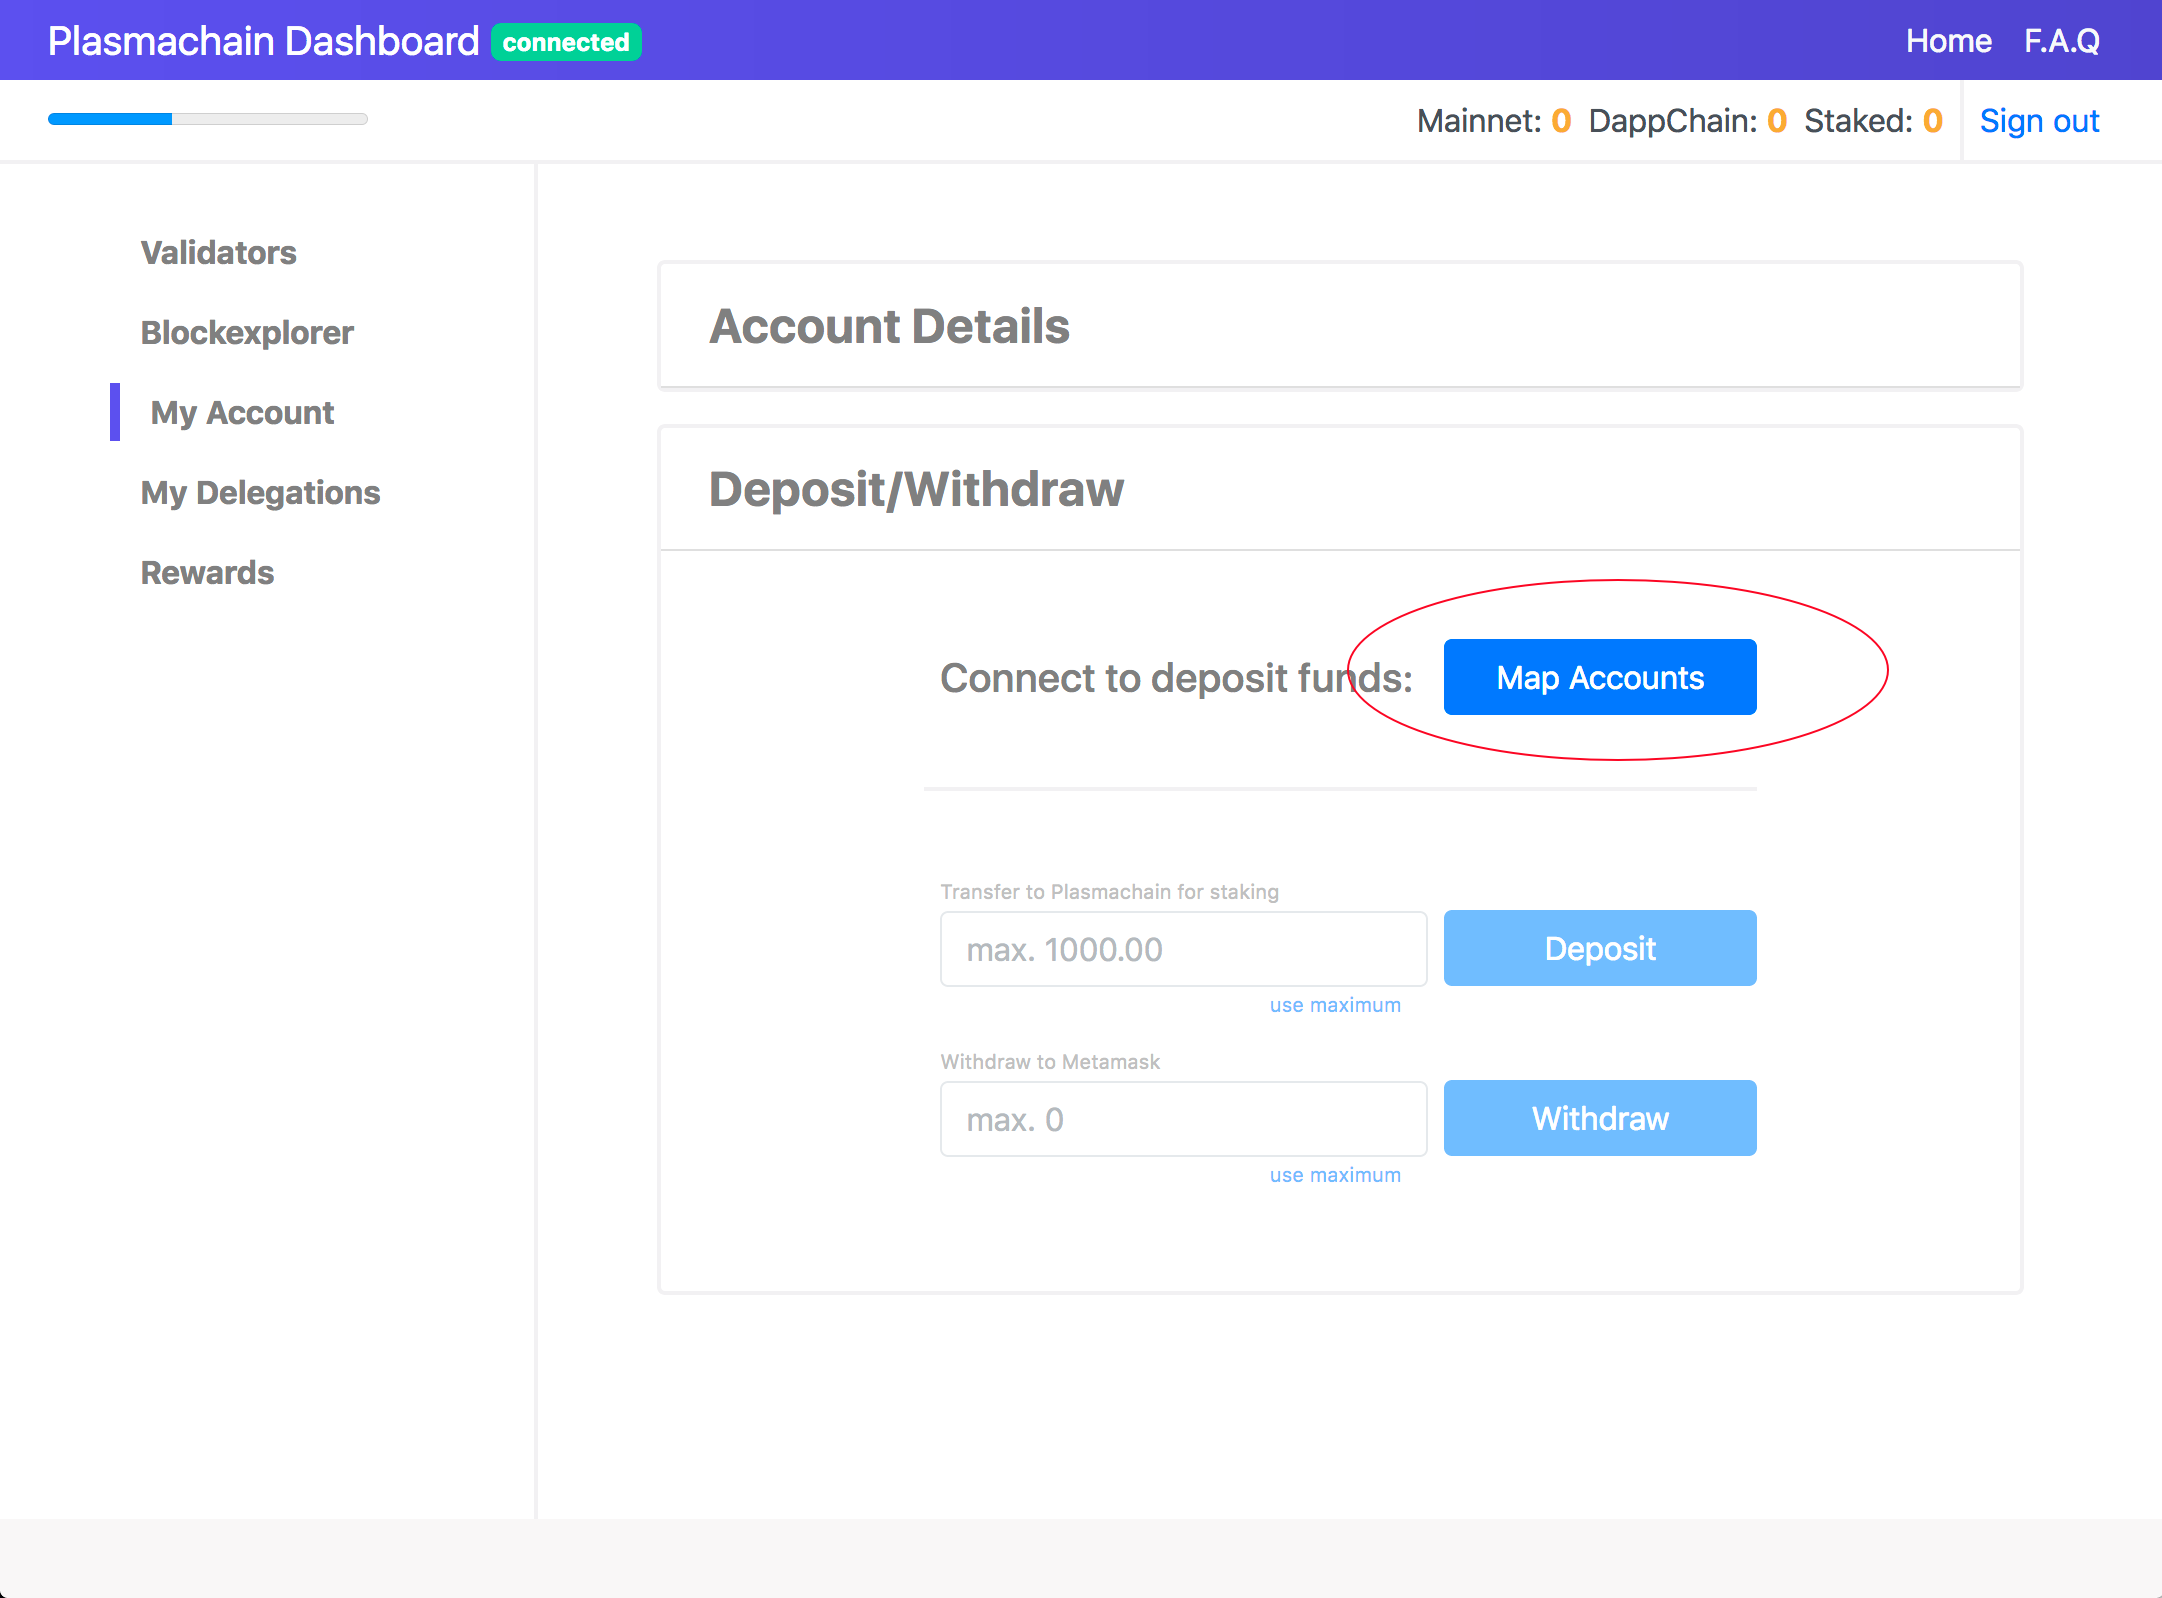 Plasmachain Dashboard connected Home F.A.Q
Mainnet: 0 DappChain: 0 Staked: 0 Sign out
Validators
Blockexplorer
My Account
My Delegations
Rewards
Account Details
Deposit/Withdraw
Connect to deposit funds: Map Accounts
Transfer to Plasmachain for staking
max. 1000.00 Deposit
use maximum
Withdraw to Metamask
max. 0 Withdraw
use maximum